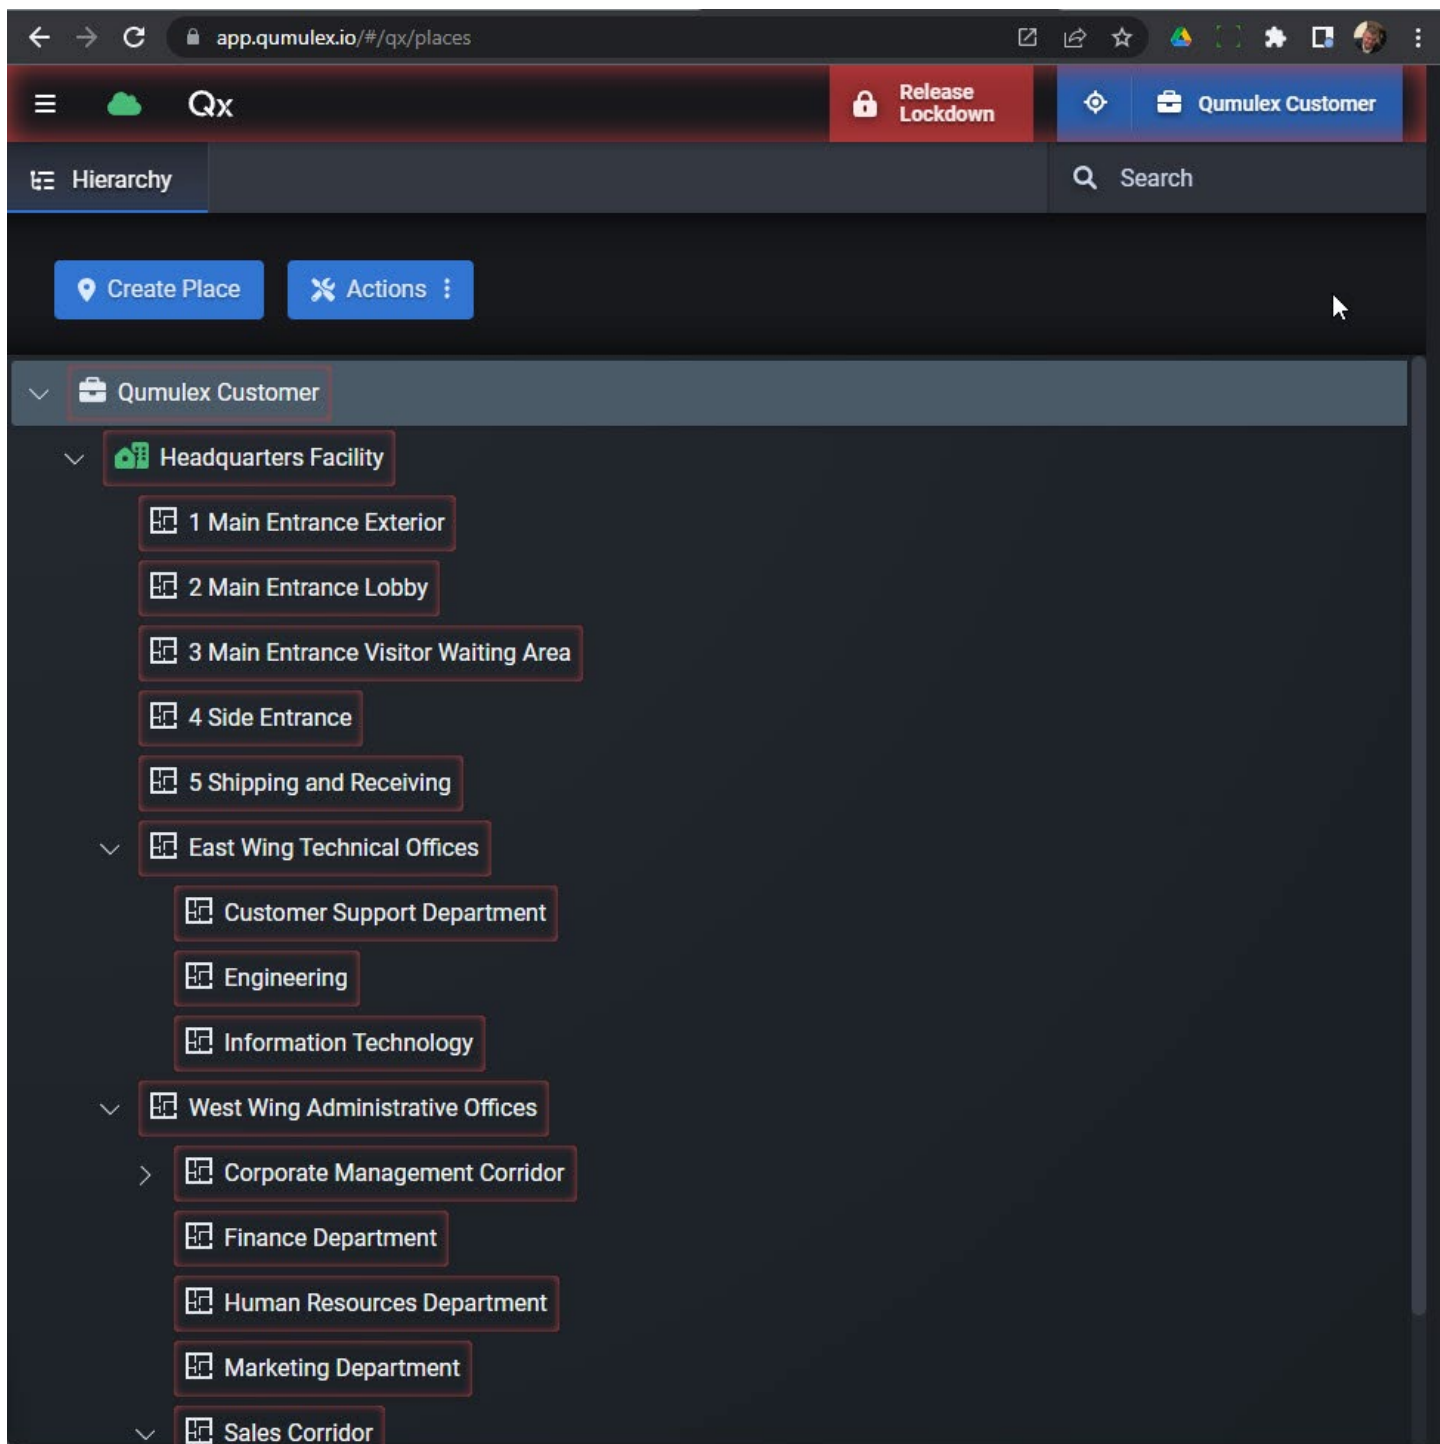 app.qumulex.io/#/qx/places
Qx
Release
Lockdown
Qumulex Customer
Hierarchy
Search
Create Place
Actions
Qumulex Customer
Headquarters Facility
1 Main Entrance Exterior
2 Main Entrance Lobby
3 Main Entrance Visitor Waiting Area
4 Side Entrance
5 Shipping and Receiving
East Wing Technical Offices
Customer Support Department
Engineering
Information Technology
West Wing Administrative Offices
Corporate Management Corridor
Finance Department
Human Resources Department
Marketing Department
Sales Corridor